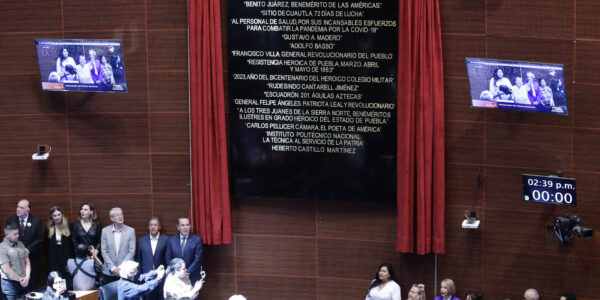 "BENITO JUÁREZ, BENEMÉRITO DE LAS AMÉRICAS"
"SITIO DE CUAUTLA, 72 DÍAS DE LUCHA"
"AL PERSONAL DE SALUD, POR SUS INCANSABLES ESFUERZOS
PARA COMBATIR LA PANDEMIA POR LA COVID-19"
"GUSTAVO A. MADERO"
"ADOLFO BASSÓ"
"FRANCISCO VILLA, GENERAL REVOLUCIONARIO DEL PUEBLO"
"RESISTENCIA HEROICA DE PUEBLA, MARZO, ABRIL
Y MAYO DE 1863"
"2023, AÑO DEL BICENTENARIO DEL HEROICO COLEGIO MILITAR"
"RUDESINDO CANTARELL JIMÉNEZ"
"ESCUADRÓN 201, ÁGUILAS AZTECAS"
"GENERAL FELIPE ÁNGELES PATRIOTA LEAL Y REVOLUCIONARIO"
"A LOS TRES JUANES DE LA SIERRA NORTE, BENEMÉRITOS
ILUSTRES EN GRADO HEROICO DEL ESTADO DE PUEBLA"
"CARLOS PELLICER CÁMARA, EL POETA DE AMÉRICA"
"INSTITUTO POLITÉCNICO NACIONAL:
LA TÉCNICA AL SERVICIO DE LA PATRIA"
HEBERTO CASTILLO MARTÍNEZ
02:39 p.m.
00:00